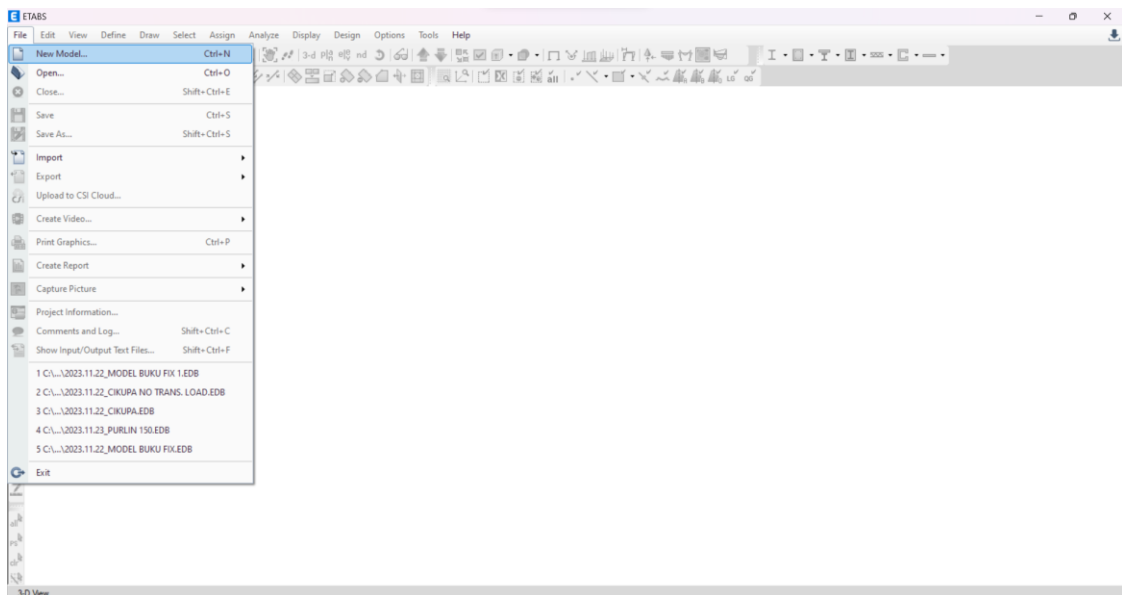 ETABS
File Edit View Define Draw Select Assign Analyze Display Design Options Tools Help
New Model... Ctrl+N
Open... Ctrl+O
Close... Shift+Ctrl+E
Save Ctrl+S
Save As... Shift+Ctrl+S
Import
Export
Upload to CSI Cloud...
Create Video...
Print Graphics... Ctrl+P
Create Report
Capture Picture
Project Information...
Comments and Log... Shift+Ctrl+C
Show Input/Output Text Files... Shift+Ctrl+F
1 C:\...\2023.11.22_MODEL BUKU FIX 1.EDB
2 C:\...\2023.11.22_CIKUPA NO TRANS. LOAD.EDB
3 C:\...\2023.11.22_CIKUPA.EDB
4 C:\...\2023.11.23_PURLIN 150.EDB
5 C:\...\2023.11.22_MODEL BUKU FIX.EDB
Exit
3-d
nd
all
3-D View